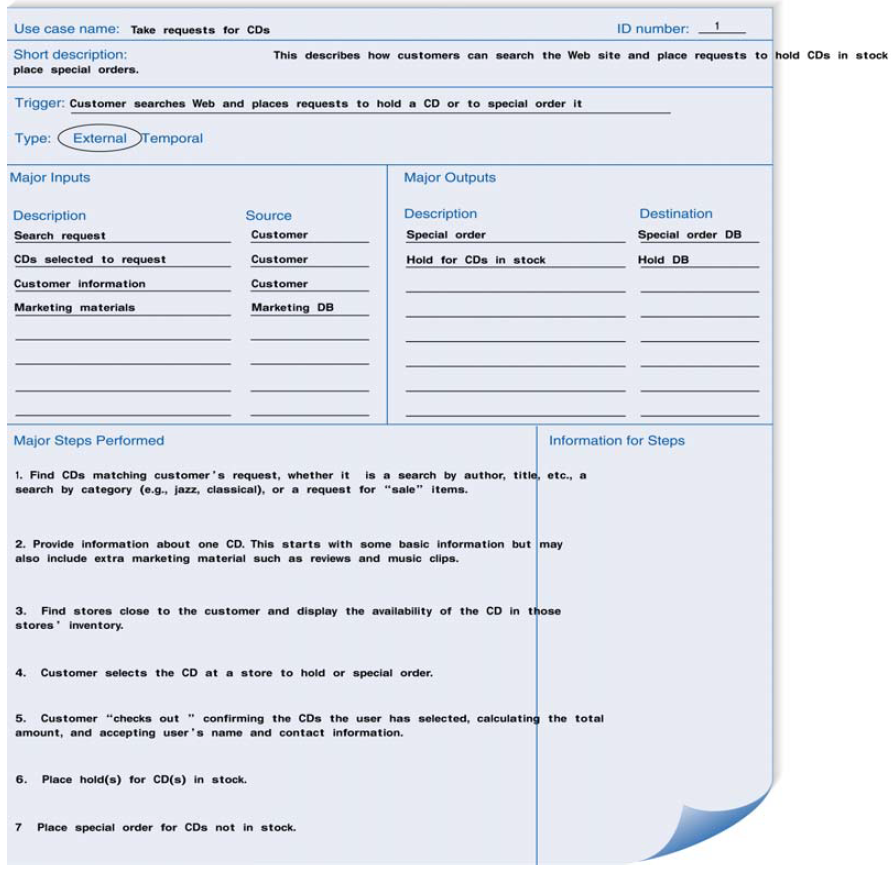 Use case name: Take requests for CDs ID number: 1
Short description: This describes how customers can search the Web site and place requests to hold CDs in stock
place special orders.
Trigger: Customer searches Web and places requests to hold a CD or to special order it
Type: External Temporal
Major Inputs Major Outputs
Description Source Description Destination
Search request Customer Special order Special order DB
CDs selected to request Customer Hold for CDs in stock Hold DB
Customer information Customer
Marketing materials Marketing DB
Major Steps Performed Information for Steps
1. Find CDs matching customer's request, whether it is a search by author, title, etc., a
search by category (e.g., jazz, classical), or a request for "sale" items.
2. Provide information about one CD. This starts with some basic information but may
also include extra marketing material such as reviews and music clips.
3. Find stores close to the customer and display the availability of the CD in those
stores' inventory.
4. Customer selects the CD at a store to hold or special order.
5. Customer "checks out " confirming the CDs the user has selected, calculating the total
amount, and accepting user's name and contact information.
6. Place hold(s) for CD(s) in stock.
7 Place special order for CDs not in stock.